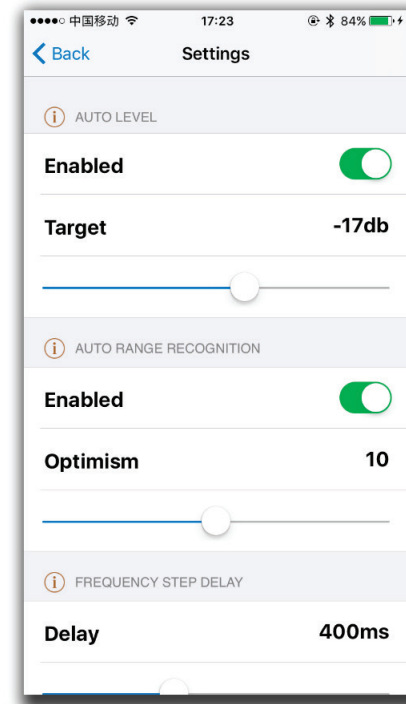 中国移动 17:23 84%
Back Settings
AUTO LEVEL
Enabled
Target -17db
AUTO RANGE RECOGNITION
Enabled
Optimism 10
FREQUENCY STEP DELAY
Delay 400ms